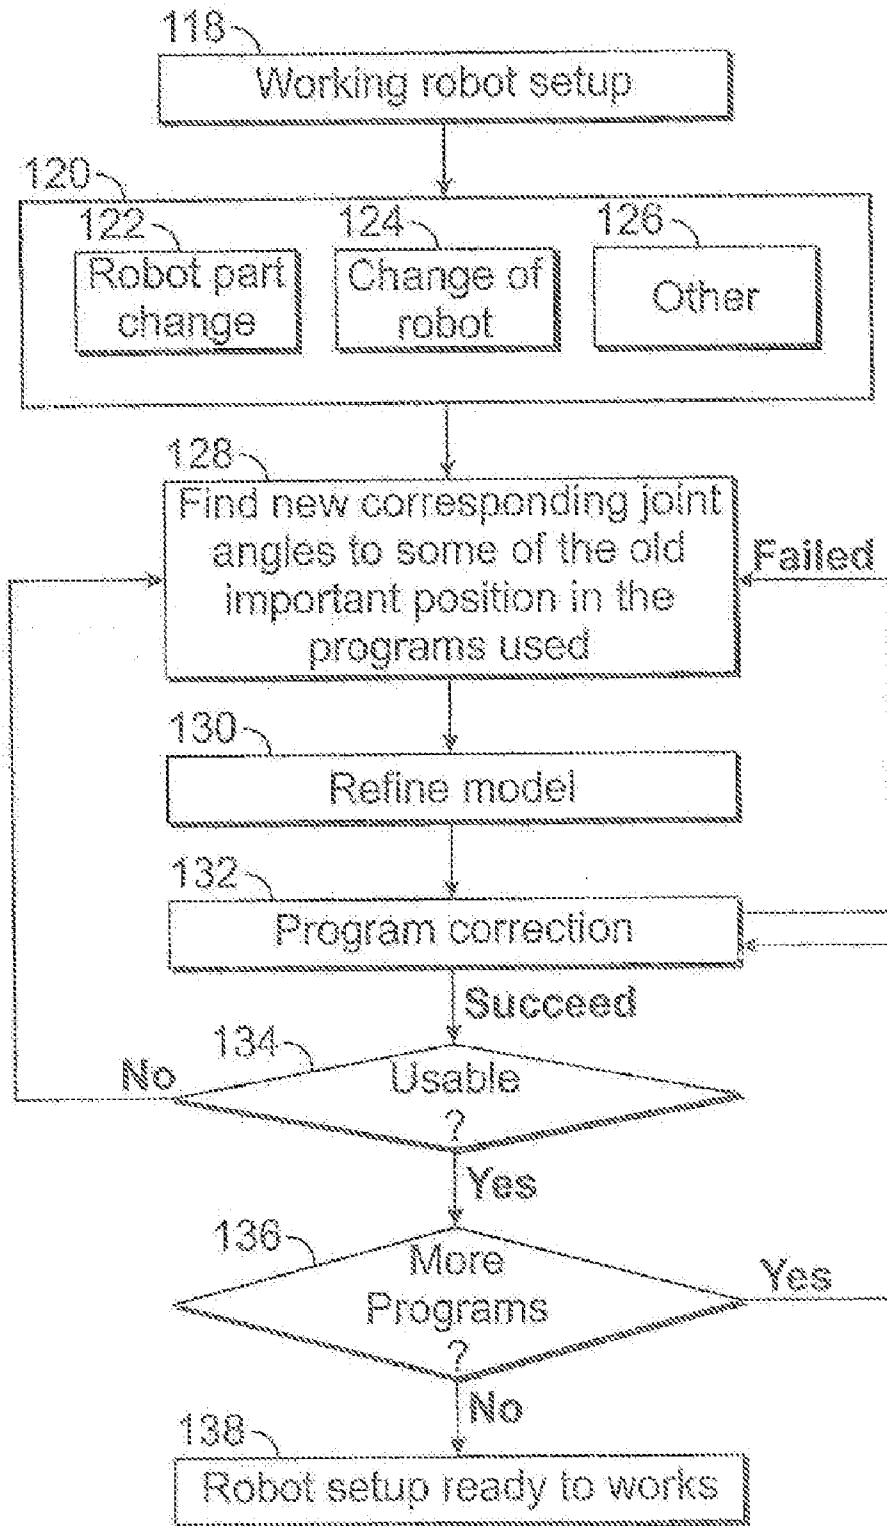 118
Working robot setup
120
122
Robot part
change
124
Change of
robot
126
Other
128
Find new corresponding joint
angles to some of the old
important position in the
programs used
Failed
130
Refine model
132
Program correction
Succeed
134
No
Usable
?
Yes
136
More
Programs
?
Yes
No
138
Robot setup ready to works